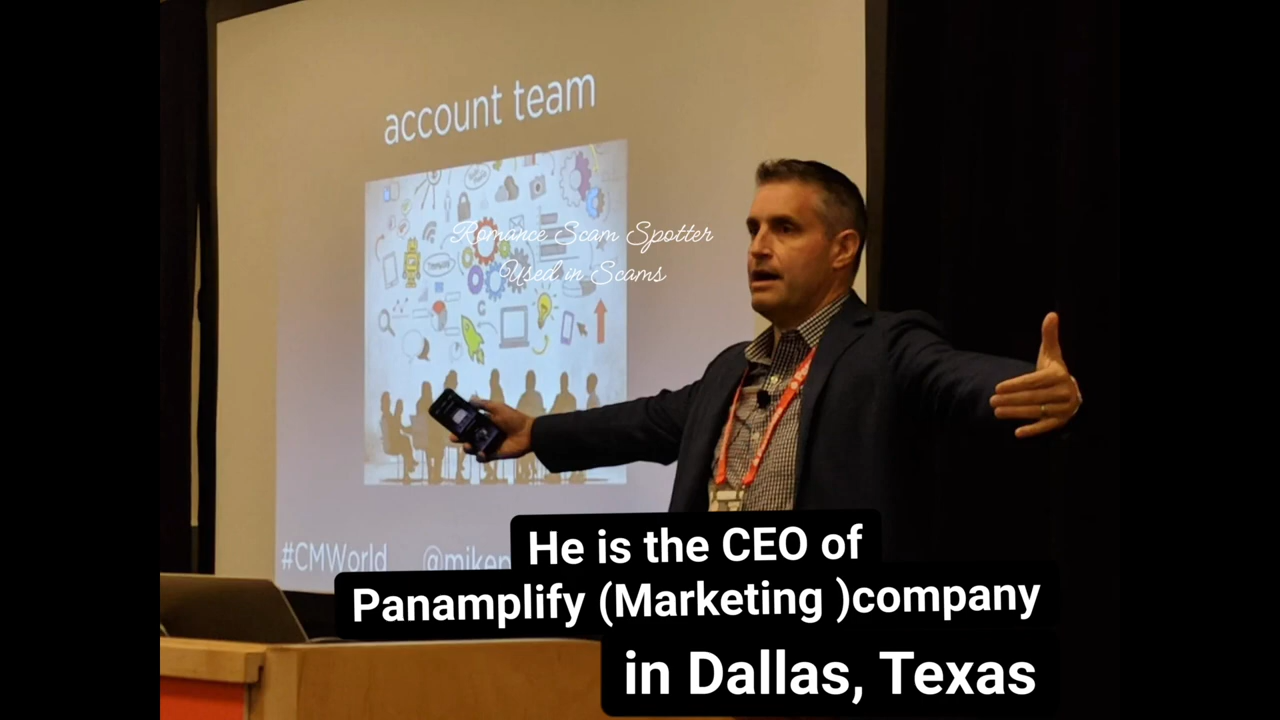 account team
Romance Scam Spotter
Used in Scams
#CMWorld @miken
He is the CEO of
Panamplify (Marketing )company
in Dallas, Texas